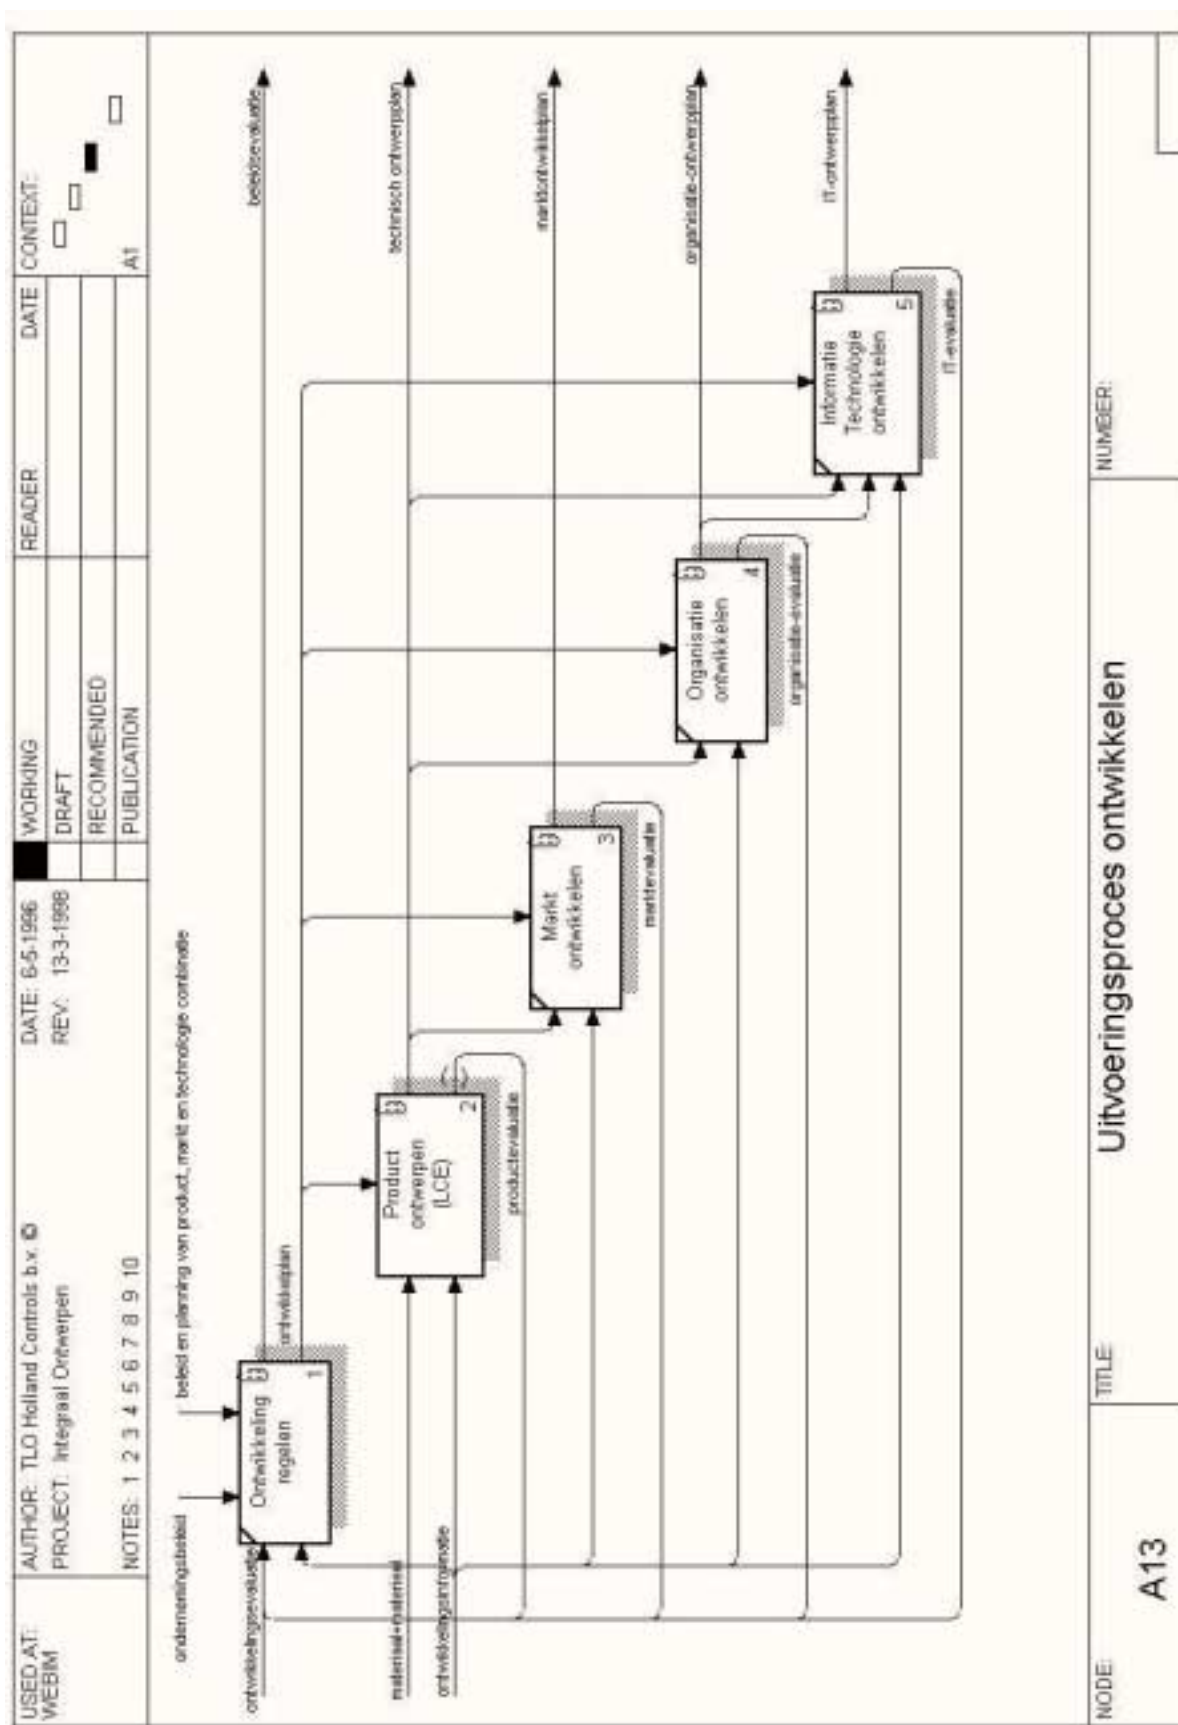 USED AT:
WEBIM
AUTHOR: TLO Holland Controls b.v. ©
PROJECT: Integraal Ontwerpen
NOTES: 1 2 3 4 5 6 7 8 9 10
DATE: 6-5-1996
REV: 13-3-1998
WORKING
DRAFT
RECOMMENDED
PUBLICATION
READER
DATE
CONTEXT:
A1
ondernemingsbeleid
beleid en planning van product, markt en technologie combinatie
ontwikkelingsevaluatie
Ontwikkeling
regelen
1
beleidsevaluatie
ontwikkelplan
materiaal+materieel
ontwikkelingsinformatie
Product
ontwerpen
(LCE)
2
technisch ontwerpplan
productevaluatie
Markt
ontwikkelen
3
marktontwikkelplan
marktevaluatie
Organisatie
ontwikkelen
4
organisatie-ontwerpplan
organisatie-evaluatie
Informatie
Technologie
ontwikkelen
5
IT-ontwerpplan
IT-evaluatie
NODE:
A13
TITLE:
Uitvoeringsproces ontwikkelen
NUMBER: